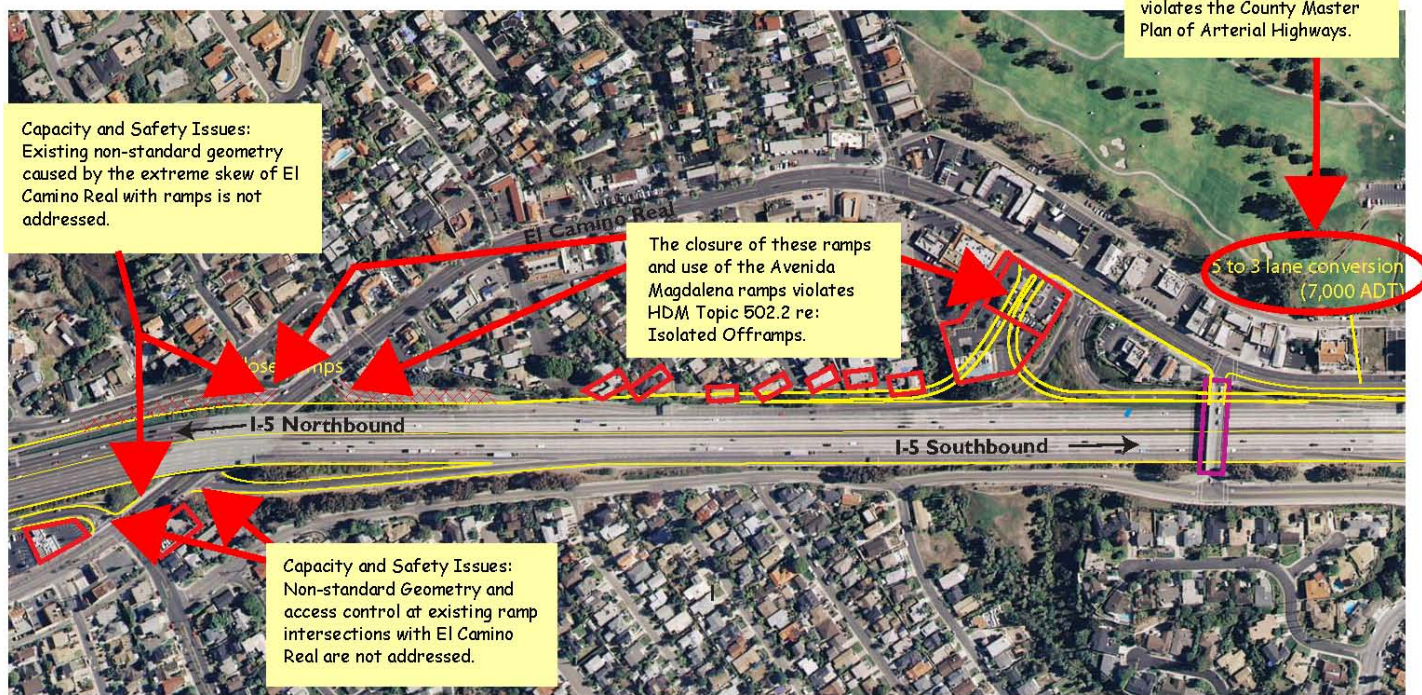 violates the County Master
Plan of Arterial Highways.
Capacity and Safety Issues:
Existing non-standard geometry
caused by the extreme skew of El
Camino Real with ramps is not
addressed.
El Camino Real
The closure of these ramps
and use of the Avenida
Magdalena ramps violates
HDM Topic 502.2 re:
Isolated Offramps.
5 to 3 lane conversion
(7,000 ADT)
I-5 Northbound
I-5 Southbound
Capacity and Safety Issues:
Non-standard Geometry and
access control at existing ramp
intersections with El Camino
Real are not addressed.